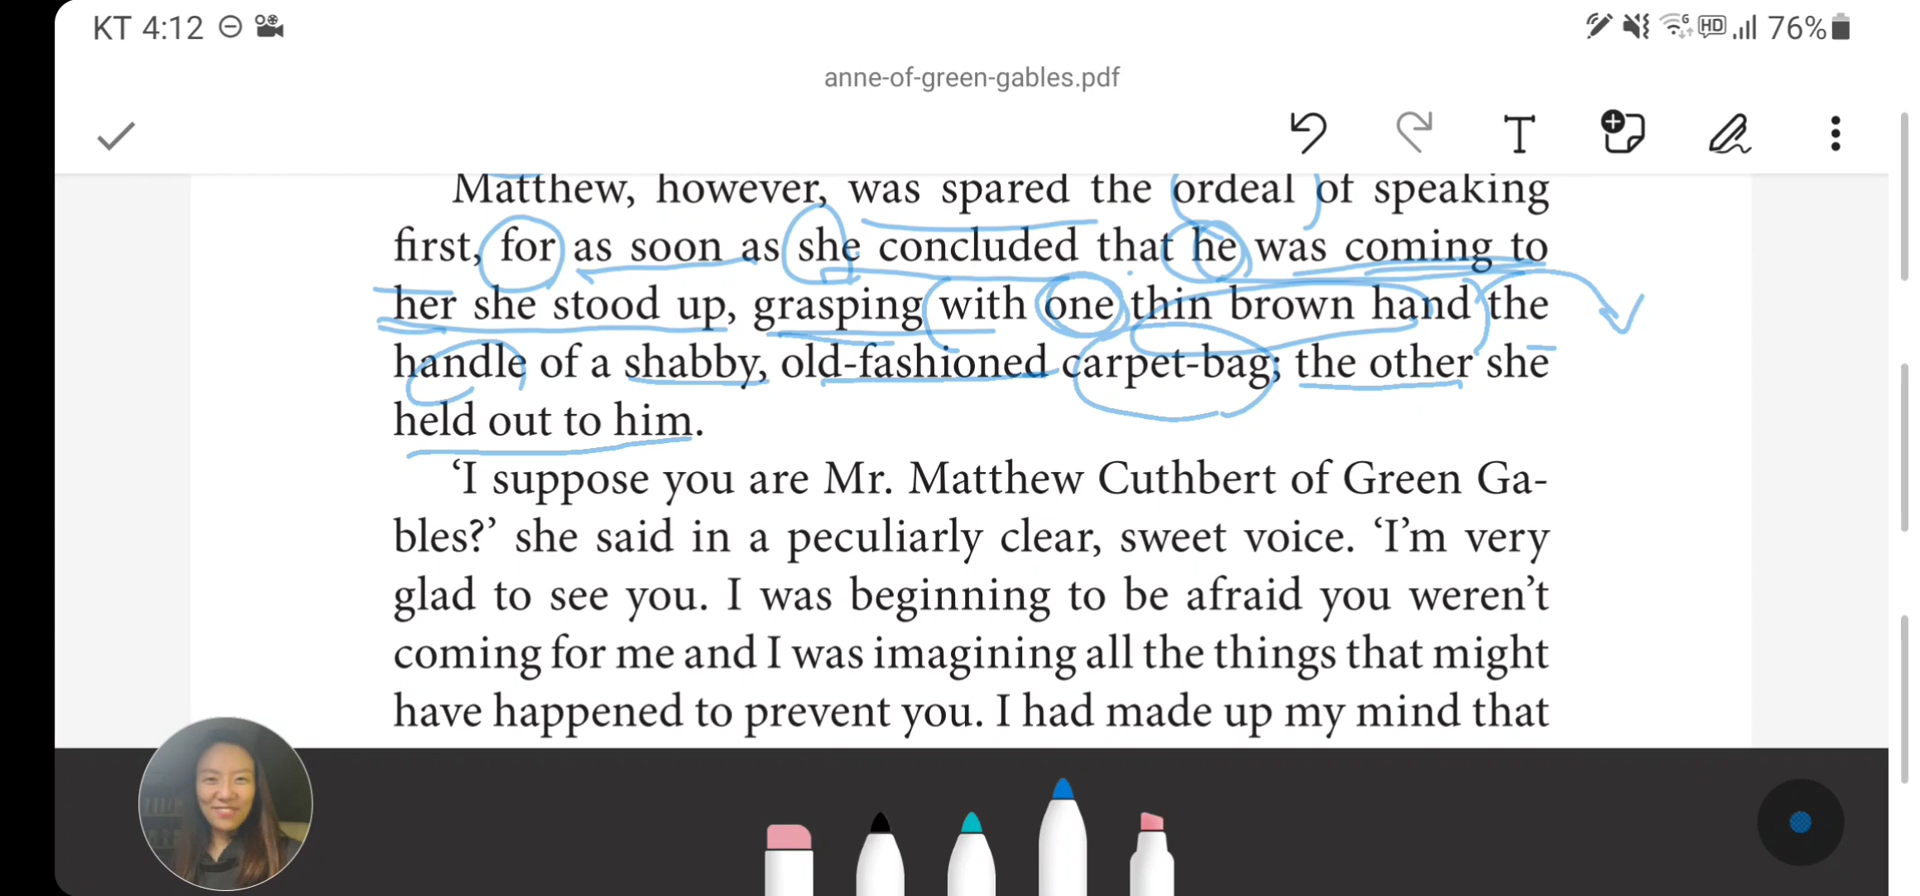 KT 4:12
HD 76%
anne-of-green-gables.pdf
Matthew, however, was spared the ordeal of speaking
first, for as soon as she concluded that he was coming to
her she stood up, grasping with one thin brown hand the
handle of a shabby, old-fashioned carpet-bag; the other she
held out to him.
‘I suppose you are Mr. Matthew Cuthbert of Green Ga-
bles?’ she said in a peculiarly clear, sweet voice. ‘I’m very
glad to see you. I was beginning to be afraid you weren’t
coming for me and I was imagining all the things that might
have happened to prevent you. I had made up my mind that